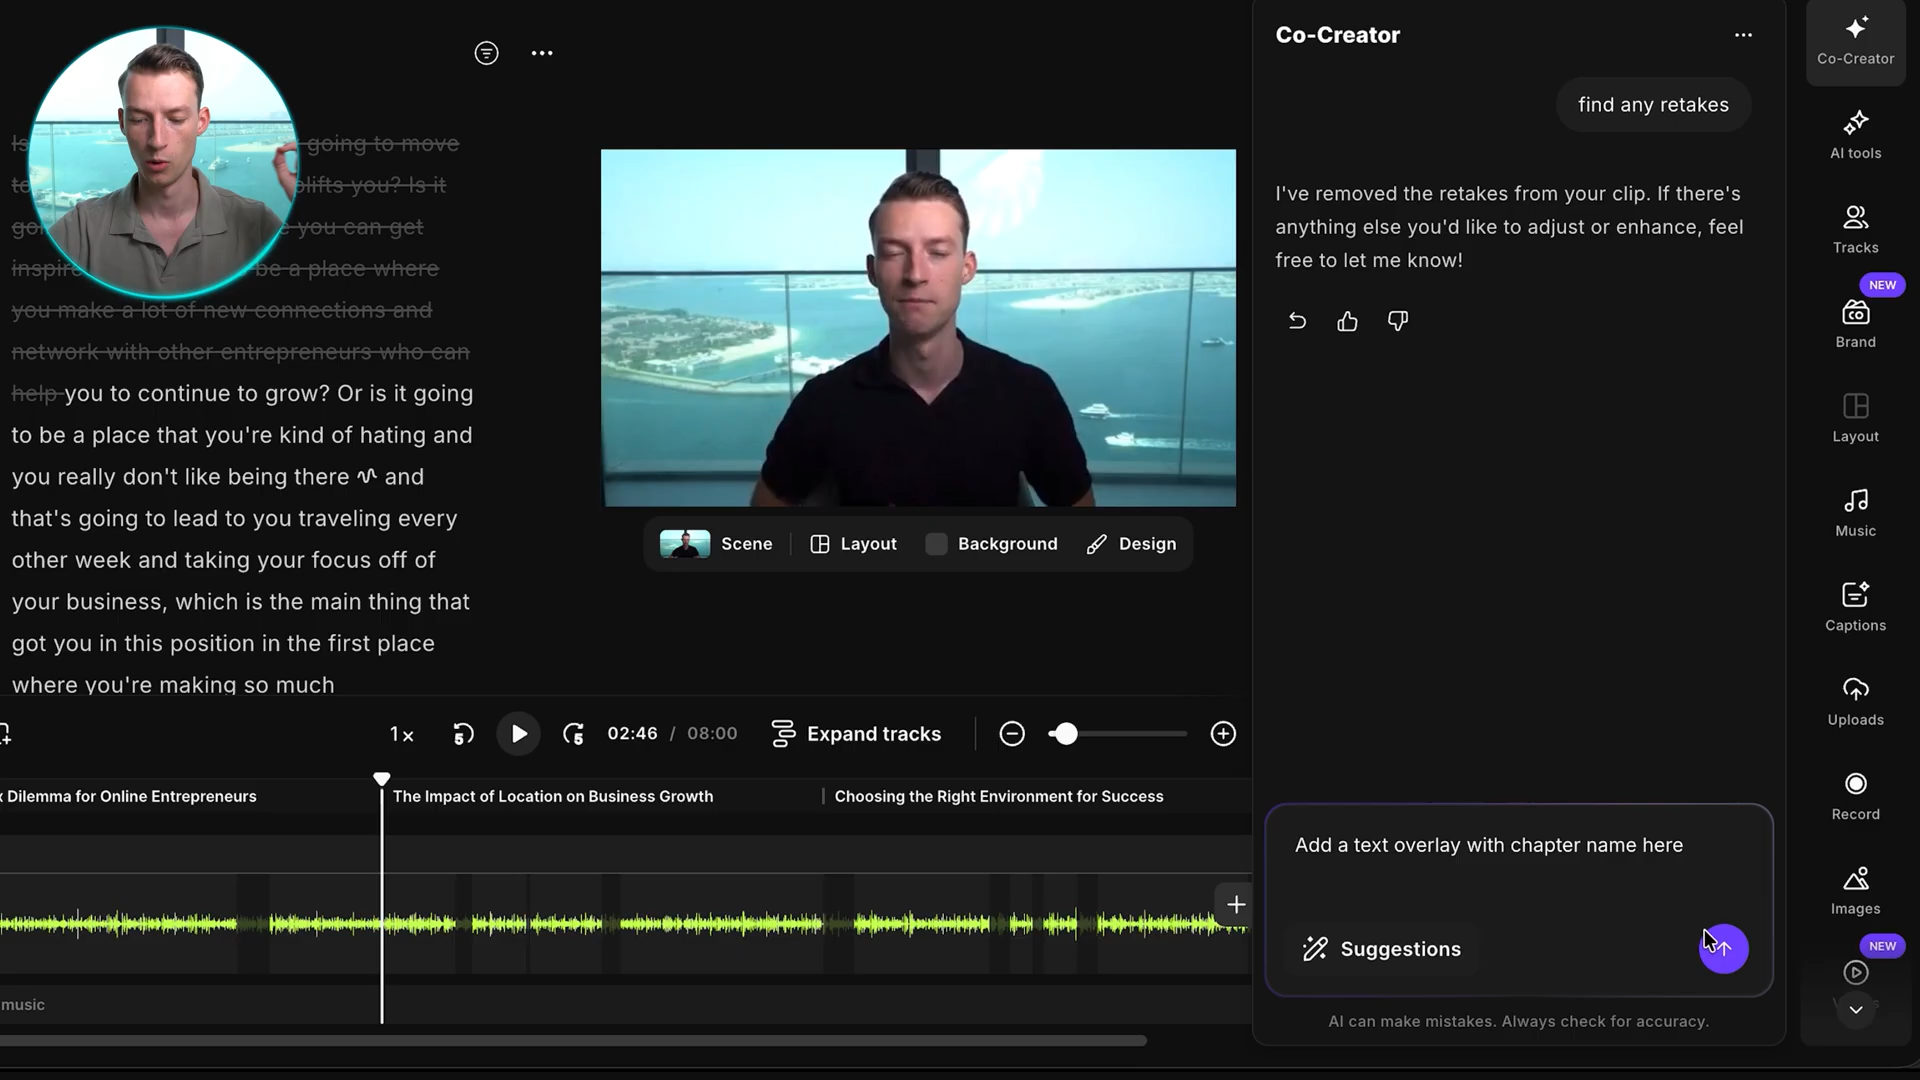 going to move
uplifts you? Is it
you can get
be a place where
you make a lot of new connections and
network with other entrepreneurs who can
help you to continue to grow? Or is it going
to be a place that you're kind of hating and
you really don't like being there and
that's going to lead to you traveling every
other week and taking your focus off of
your business, which is the main thing that
got you in this position in the first place
where you're making so much
Scene
Layout
Background
Design
1x
5
5
02:46 / 08:00
Expand tracks
Dilemma for Online Entrepreneurs
The Impact of Location on Business Growth
Choosing the Right Environment for Success
music
Co-Creator
find any retakes
I've removed the retakes from your clip. If there's
anything else you'd like to adjust or enhance, feel
free to let me know!
Add a text overlay with chapter name here
Suggestions
AI can make mistakes. Always check for accuracy.
Co-Creator
AI tools
Tracks
NEW
co
Brand
Layout
Music
Captions
Uploads
Record
Images
NEW